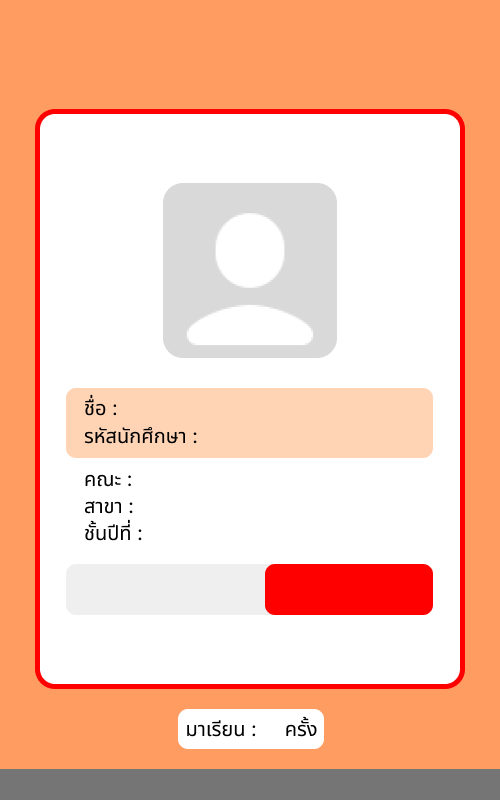 ชื่อ :
รหัสนักศึกษา :
คณะ :
สาขา :
ชั้นปีที่ :
มาเรียน : ครั้ง